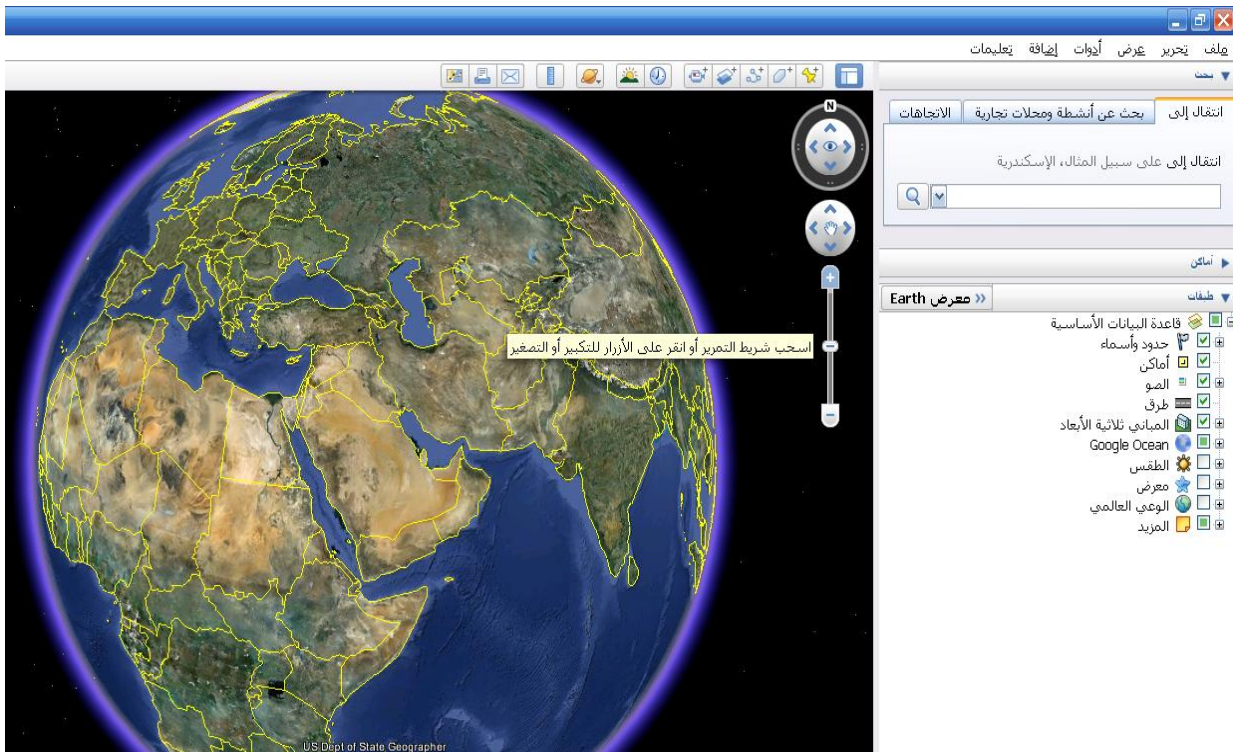 ملف تحرير عرض أدوات إضافة تعليمات
بحث
انتقال إلى
بحث عن أنشطة ومحلات تجارية
الاتجاهات
انتقال إلى على سبيل المثال، الإسكندرية
أماكن
طبقات
معرض Earth »
قاعدة البيانات الأساسية
حدود وأسماء
أماكن
الصو
طرق
المباني ثلاثية الأبعاد
Google Ocean
الطقس
معرض
الوعي العالمي
المزيد
N
اسحب شريط التمرير أو انقر على الأزرار للتكبير أو التصغير
US Dept of State Geographer